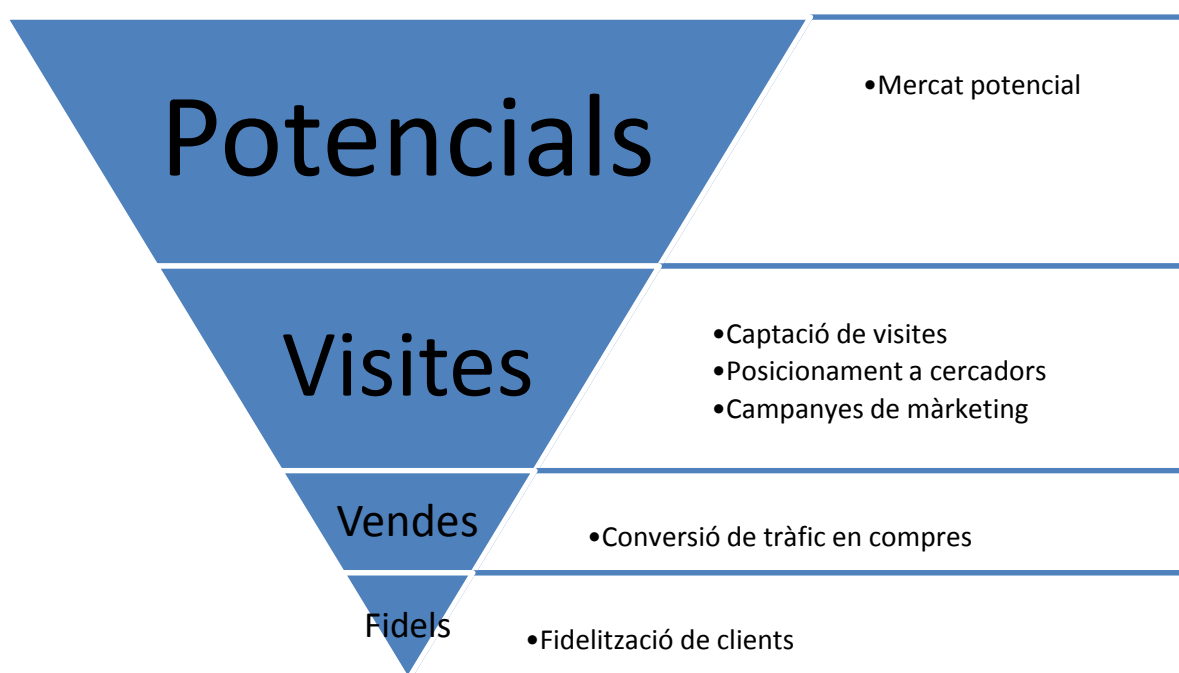 Potencials
•Mercat potencial
Visites
•Captació de visites
•Posicionament a cercadors
•Campanyes de màrketing
Vendes
•Conversió de tràfic en compres
Fidels
•Fidelització de clients